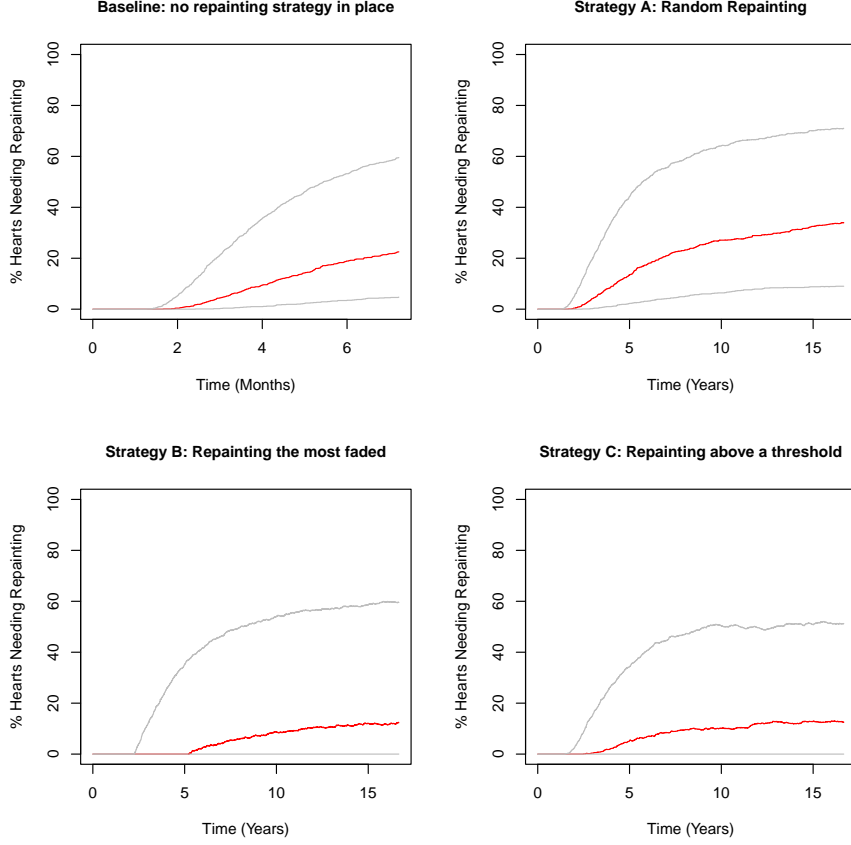 Baseline: no repainting strategy in place
% Hearts Needing Repainting
100
80
60
40
20
0
0 2 4 6
Time (Months)
Strategy A: Random Repainting
% Hearts Needing Repainting
100
80
60
40
20
0
0 5 10 15
Time (Years)
Strategy B: Repainting the most faded
% Hearts Needing Repainting
100
80
60
40
20
0
0 5 10 15
Time (Years)
Strategy C: Repainting above a threshold
% Hearts Needing Repainting
100
80
60
40
20
0
0 5 10 15
Time (Years)